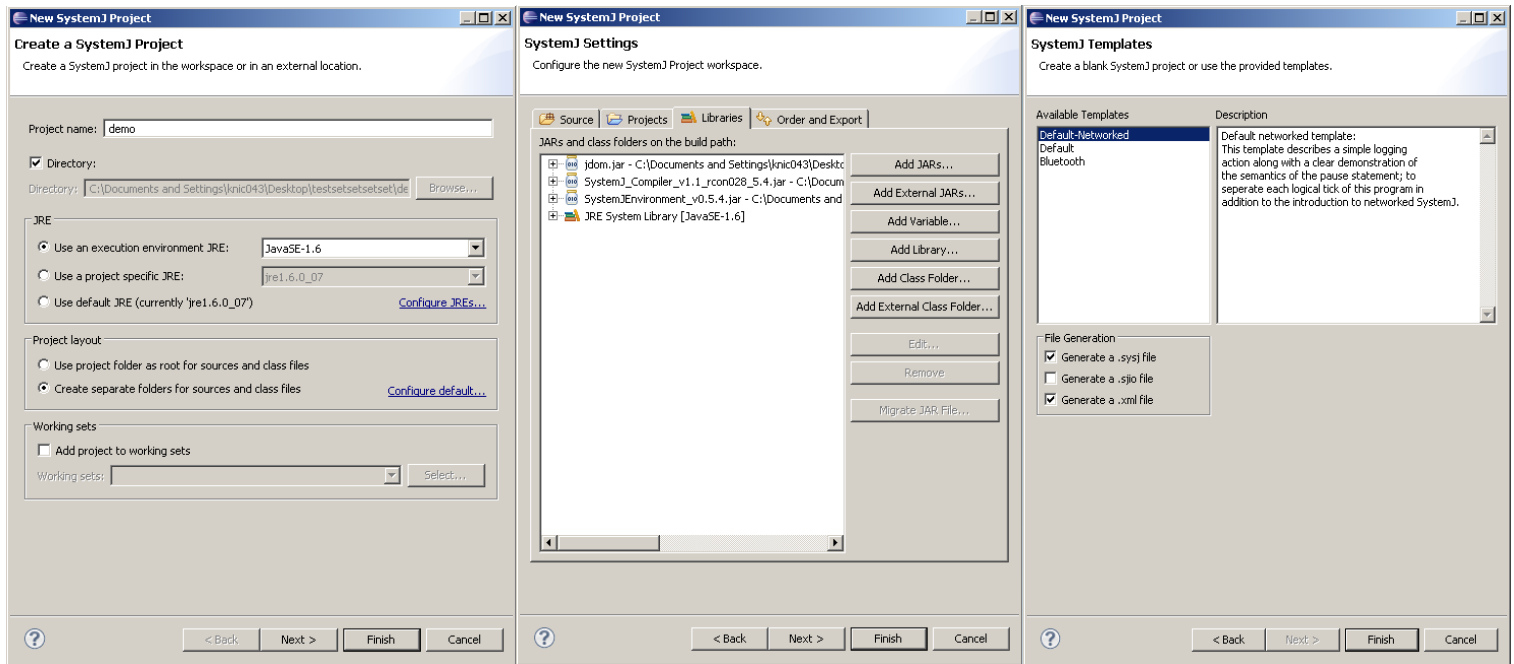 New SystemJ Project
Create a SystemJ Project
Create a SystemJ project in the workspace or in an external location.
Project name: demo
Directory:
Directory: C:\Documents and Settings\knic043\Desktop\testsetsetsetset\de Browse...
JRE
Use an execution environment JRE: JavaSE-1.6
Use a project specific JRE: jre1.6.0_07
Use default JRE (currently 'jre1.6.0_07') Configure JREs...
Project layout
Use project folder as root for sources and class files
Create separate folders for sources and class files Configure default...
Working sets
Add project to working sets
Working sets: Select...
? < Back Next > Finish Cancel
New SystemJ Project
SystemJ Settings
Configure the new SystemJ Project workspace.
Source Projects Libraries Order and Export
JARs and class folders on the build path:
jdom.jar - C:\Documents and Settings\knic043\Deskto
SystemJ_Compiler_v1.1_rcon028_5.4.jar - C:\Docum
SystemJEnvironment_v0.5.4.jar - C:\Documents and
JRE System Library [JavaSE-1.6]
Add JARs...
Add External JARs...
Add Variable...
Add Library...
Add Class Folder...
Add External Class Folder...
Edit...
Remove
Migrate JAR File...
? < Back Next > Finish Cancel
New SystemJ Project
SystemJ Templates
Create a blank SystemJ project or use the provided templates.
Available Templates
Default-Networked
Default
Bluetooth
Description
Default networked template:
This template describes a simple logging
action along with a clear demonstration of
the semantics of the pause statement; to
seperate each logical tick of this program in
addition to the introduction to networked SystemJ.
File Generation
Generate a .sysj file
Generate a .sjio file
Generate a .xml file
? < Back Next > Finish Cancel